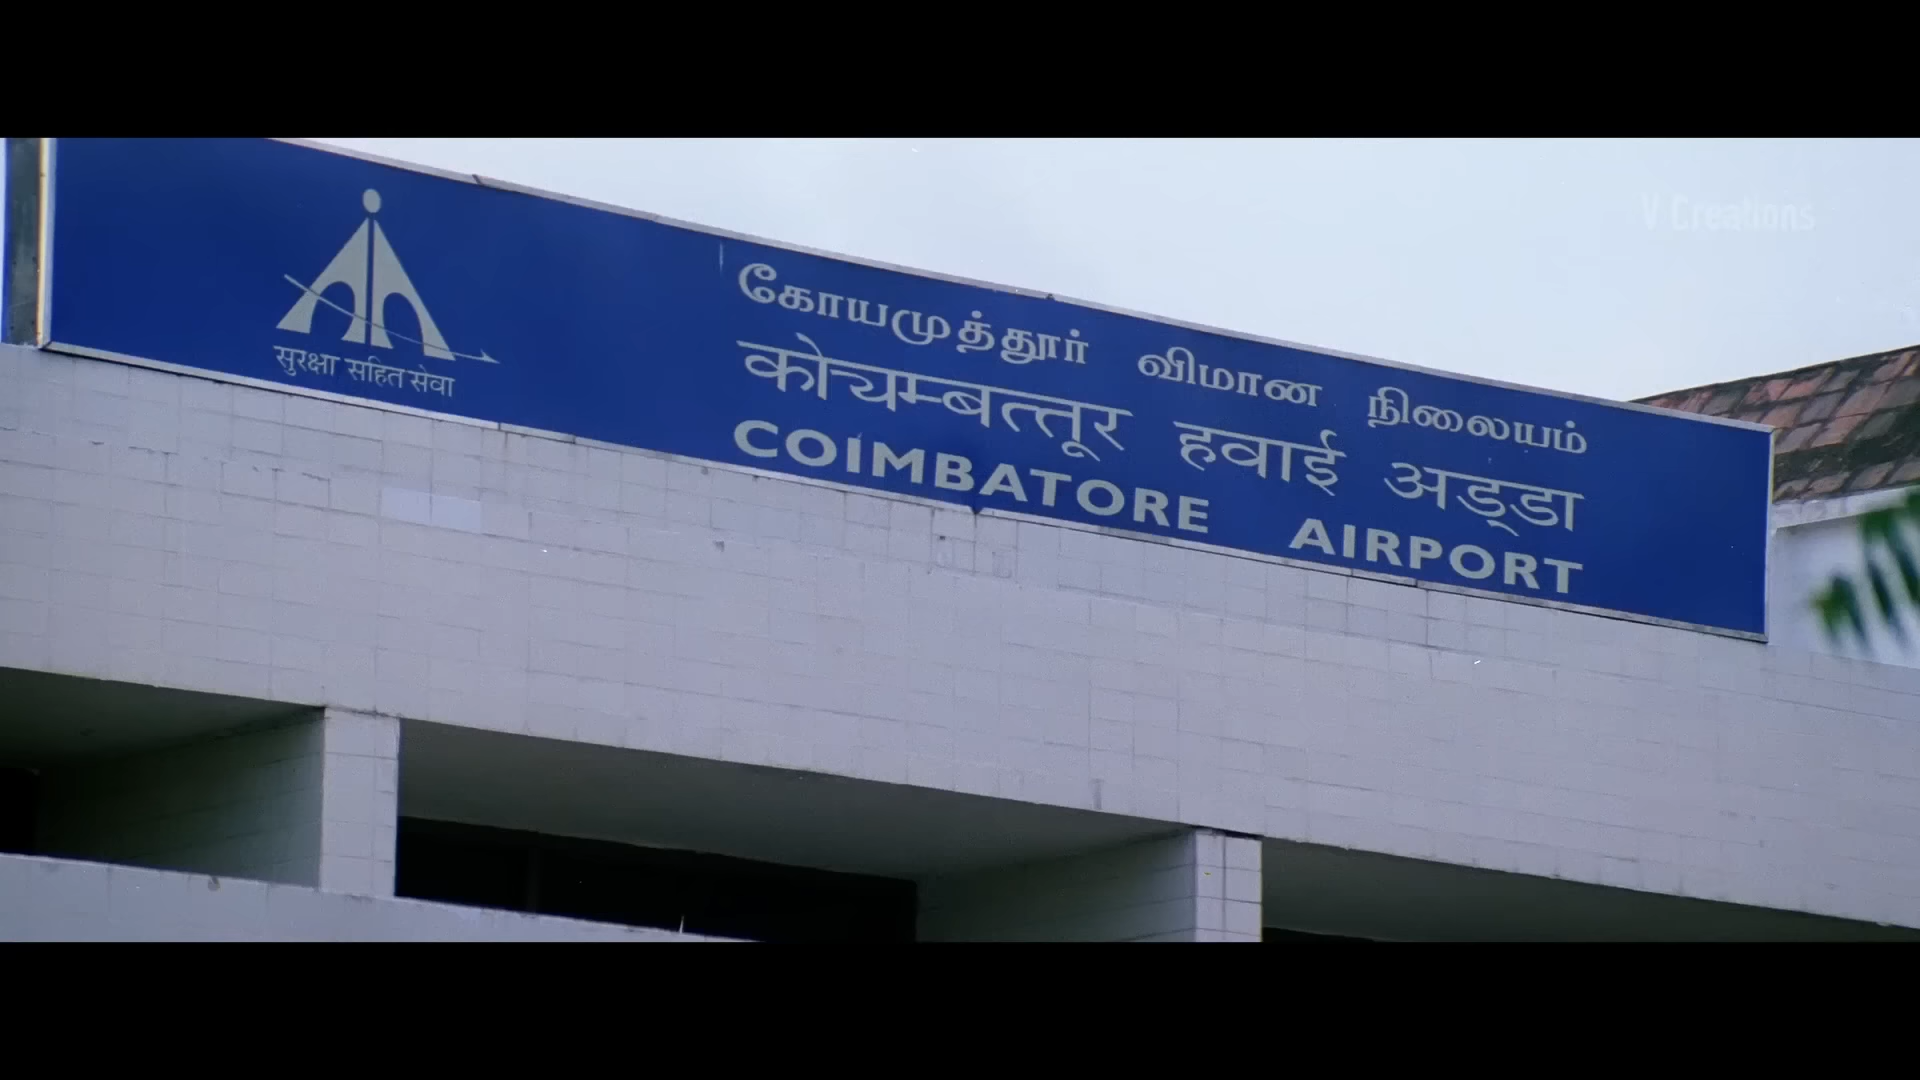 V Creations
கோயமுத்தூர் விமான நிலையம்
कोय्यम्बत्तूर हवाई अड्डा
COIMBATORE AIRPORT
सुरक्षा सहित सेवा